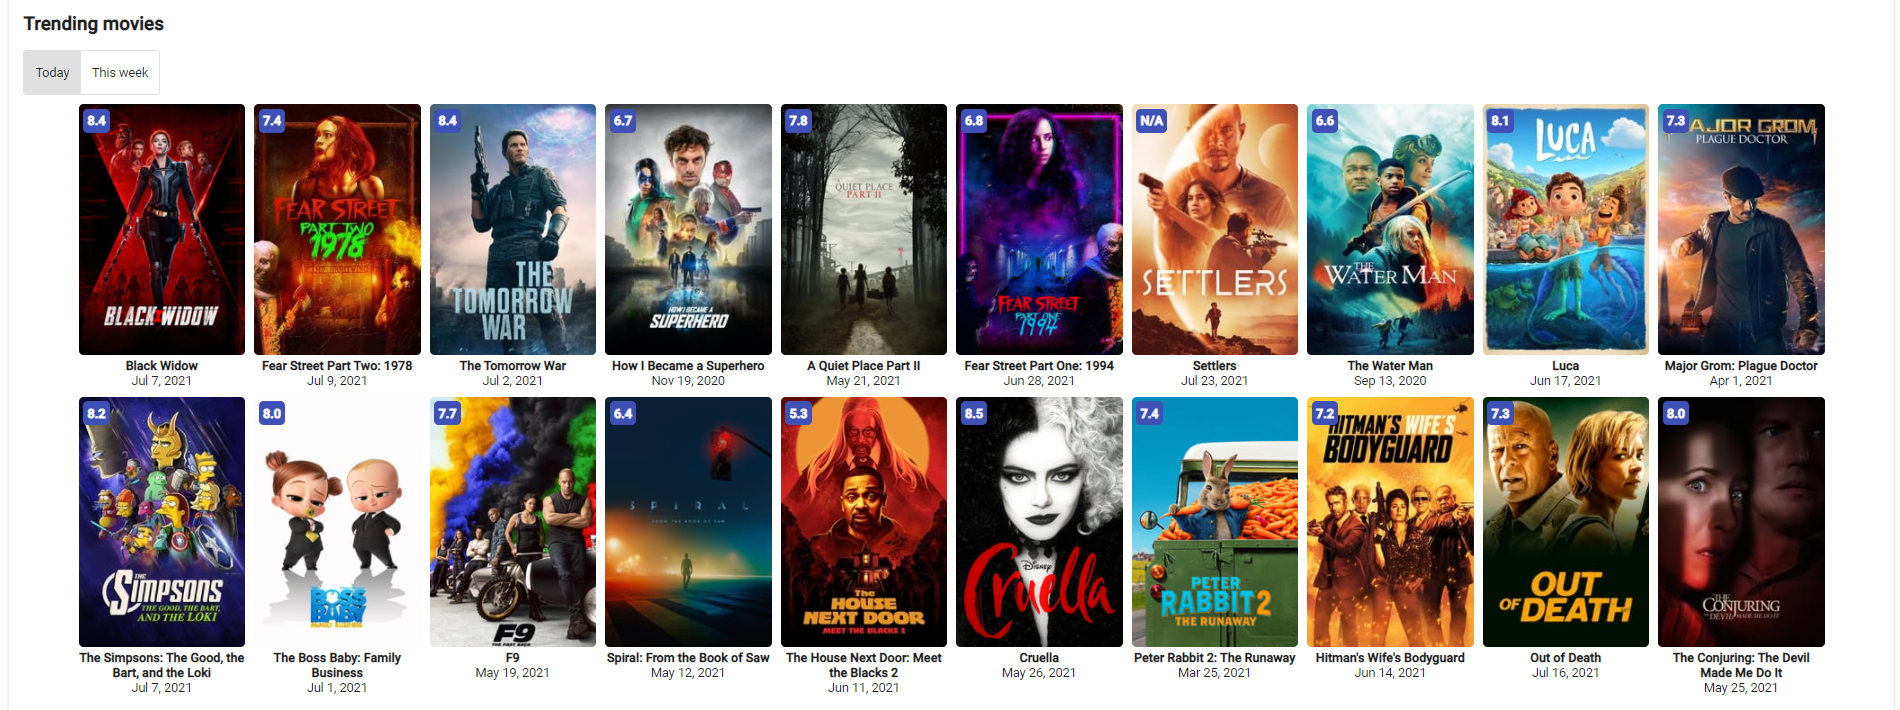 Trending movies
Today
This week
8.4
BLACK WIDOW
Black Widow
Jul 7, 2021
7.4
FEAR STREET
PART TWO
1978
Fear Street Part Two: 1978
Jul 9, 2021
8.4
THE
TOMORROW
WAR
The Tomorrow War
Jul 2, 2021
6.7
HOW I BECAME A
SUPERHERO
How I Became a Superhero
Nov 19, 2020
7.8
QUIET PLACE
PART II
A Quiet Place Part II
May 21, 2021
6.8
FEAR STREET
PART ONE
1994
Fear Street Part One: 1994
Jun 28, 2021
N/A
SETTLERS
Settlers
Jul 23, 2021
6.6
THE
WATER MAN
The Water Man
Sep 13, 2020
8.1
LUCA
Luca
Jun 17, 2021
7.3
AJOR GROM
PLAGUE DOCTOR
Major Grom: Plague Doctor
Apr 1, 2021
8.2
THE
SIMPSONS
THE GOOD, THE BART,
AND THE LOKI
The Simpsons: The Good, the
Bart, and the Loki
Jul 7, 2021
8.0
BOSS
BABY
FAMILY BUSINESS
The Boss Baby: Family
Business
Jul 1, 2021
7.7
F9
THE FAST SAGA
F9
May 19, 2021
6.4
SPIRAL
FROM THE BOOK OF SAW
Spiral: From the Book of Saw
May 12, 2021
5.3
The
HOUSE
NEXT DOOR
MEET THE BLACKS 2
The House Next Door: Meet
the Blacks 2
Jun 11, 2021
8.5
Disney
Cruella
Cruella
May 26, 2021
7.4
PETER
RABBIT 2
THE RUNAWAY
Peter Rabbit 2: The Runaway
Mar 25, 2021
7.2
HITMAN'S WIFE'S
BODYGUARD
Hitman's Wife's Bodyguard
Jun 14, 2021
7.3
OUT
OF DEATH
Out of Death
Jul 16, 2021
8.0
THE
CONJURING
THE DEVIL MADE ME DO IT
The Conjuring: The Devil
Made Me Do It
May 25, 2021